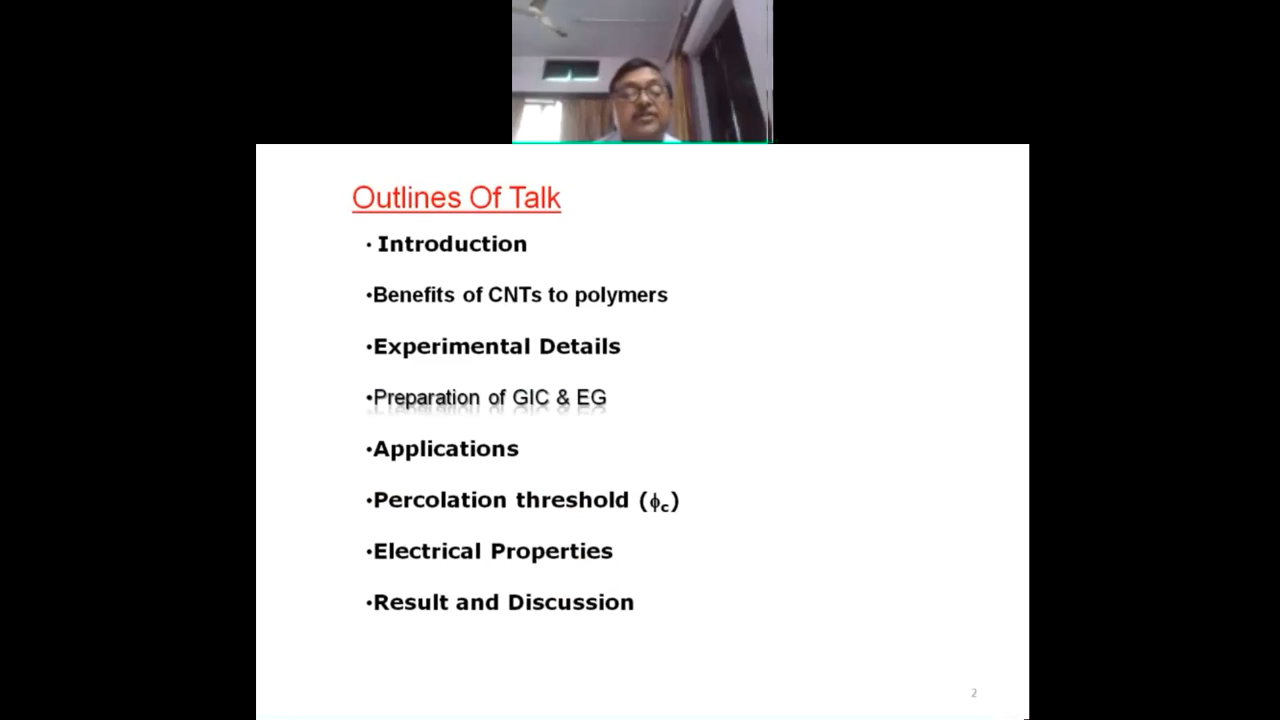 Outlines Of Talk
• Introduction
•Benefits of CNTs to polymers
•Experimental Details
•Preparation of GIC & EG
•Applications
•Percolation threshold (ϕc)
•Electrical Properties
•Result and Discussion
2